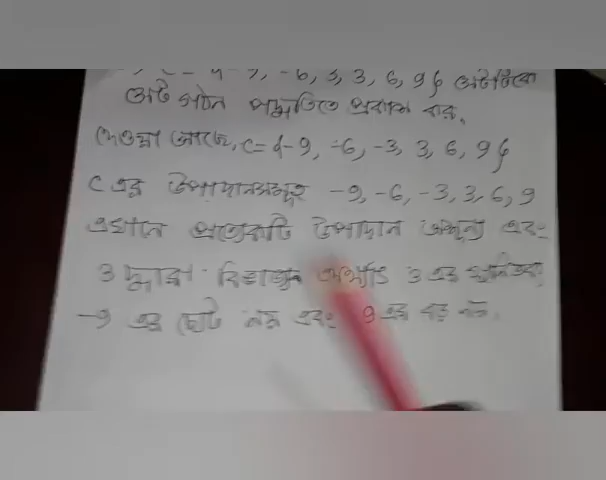 C = {-9, -6, 3, 3, 6, 9} সেটটিকে
সেট গঠন পদ্ধতিতে প্রকাশ কর,
দেওয়া আছে, C = {-9, -6, -3, 3, 6, 9}
C এর উপাদানসমূহ -9, -6, -3, 3, 6, 9
এখানে প্রত্যেকটি উপাদান এবং
3 দ্বারা বিভাজ্য অর্থাৎ 3 এর গুণিতক
-9 এর ছোট নয় এবং 9 এর বড় নয়.